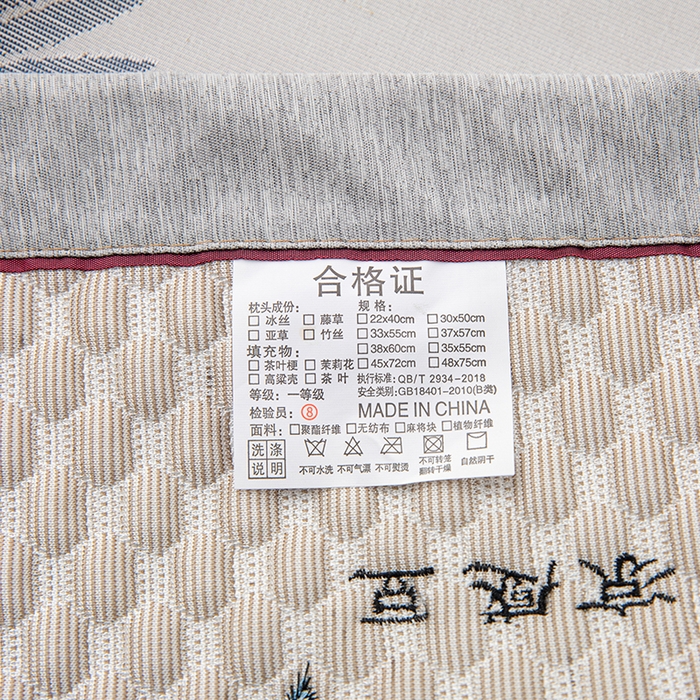 合格证
枕头成份： 规 格：
□ 冰丝 □ 藤草 □ 22x40cm □ 30x50cm
□ 亚草 □ 竹丝 □ 33x55cm □ 37x57cm
填充物： □ 38x60cm □ 35x55cm
□ 茶叶梗 □ 茉莉花 □ 45x72cm □ 48x75cm
□ 高粱壳 □ 茶 叶 执行标准：QB/T 2934-2018
等级：一等级 安全类别：GB18401-2010(B类)
检验员：⑧ MADE IN CHINA
面料：□聚酯纤维 □无纺布 □麻将块 □植物纤维
洗涤说明
不可水洗 不可气漂 不可熨烫 不可转笼翻转干燥 自然阴干